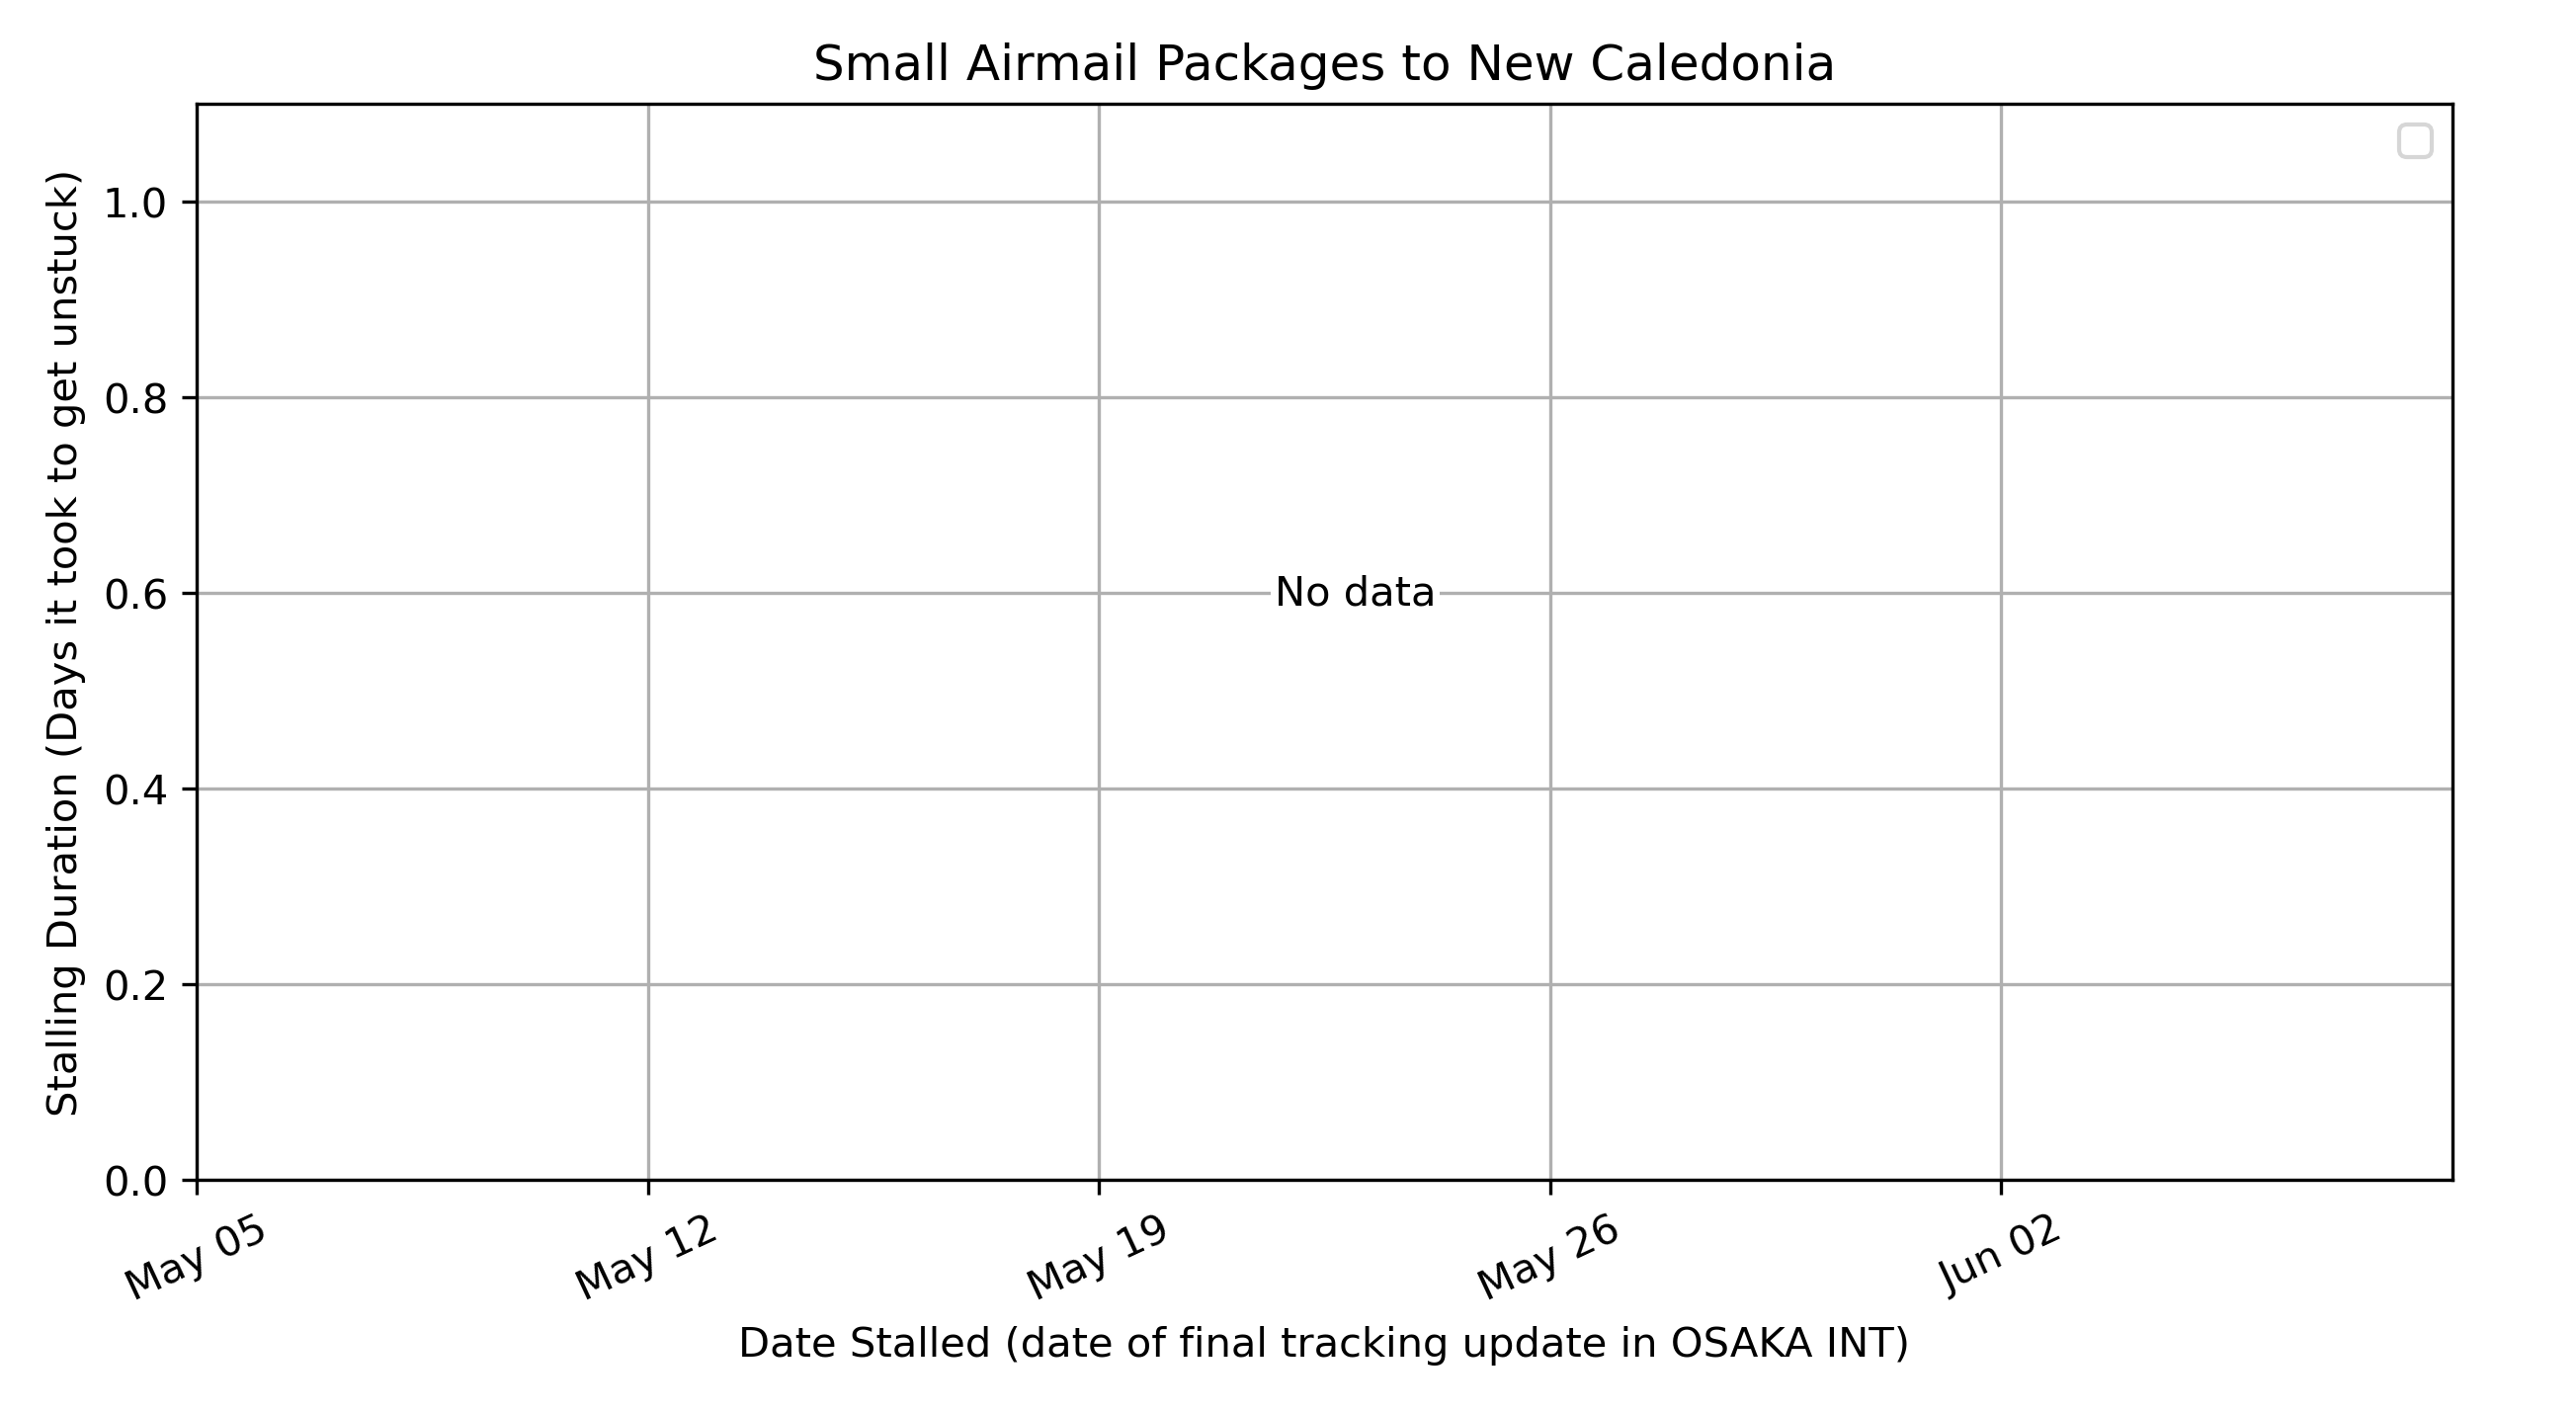 Small Airmail Packages to New Caledonia
Stalling Duration (Days it took to get unstuck)
1.0
0.8
0.6
0.4
0.2
0.0
No data
May 05
May 12
May 19
May 26
Jun 02
Date Stalled (date of final tracking update in OSAKA INT)